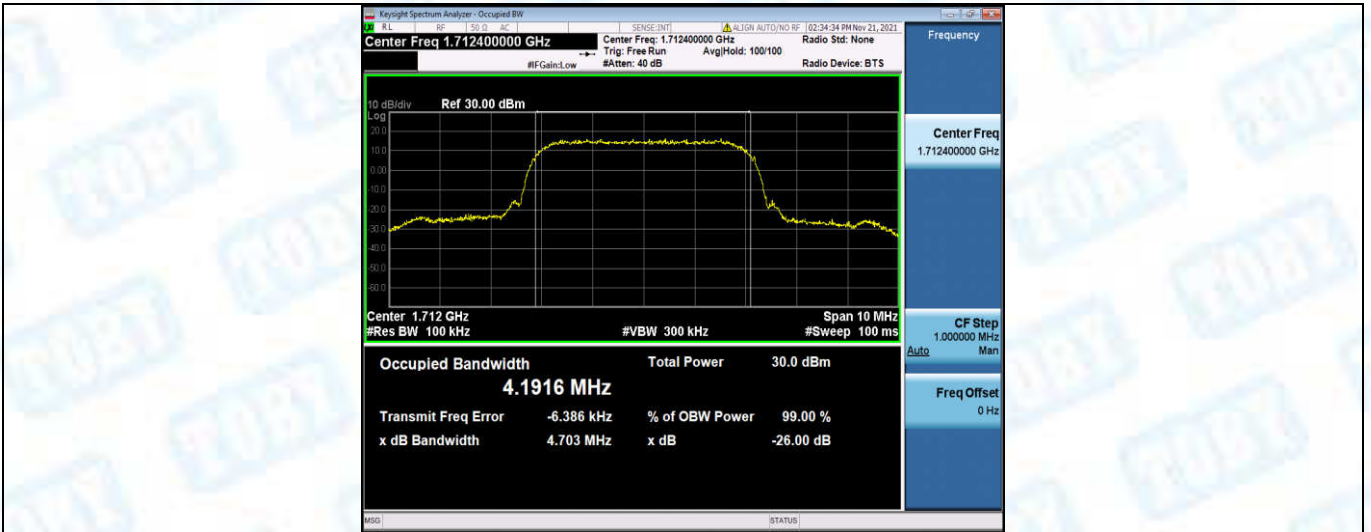 Keysight Spectrum Analyzer - Occupied BW
RL RF 50 Ω AC SENSE:INT ALIGN AUTO/NO RF 02:34:34 PM Nov 21, 2021
Center Freq 1.712400000 GHz
Center Freq: 1.712400000 GHz Radio Std: None
Trig: Free Run Avg|Hold: 100/100
#IFGain:Low #Atten: 40 dB Radio Device: BTS
Frequency
10 dB/div Ref 30.00 dBm
Log
20.0
10.0
0.00
-10.0
-20.0
-30.0
-40.0
-50.0
-60.0
Center 1.712 GHz Span 10 MHz
#Res BW 100 kHz #VBW 300 kHz #Sweep 100 ms
Occupied Bandwidth Total Power 30.0 dBm
4.1916 MHz
Transmit Freq Error -6.386 kHz % of OBW Power 99.00 %
x dB Bandwidth 4.703 MHz x dB -26.00 dB
Center Freq
1.712400000 GHz
CF Step
1.000000 MHz
Auto Man
Freq Offset
0 Hz
MSG STATUS
TOBY